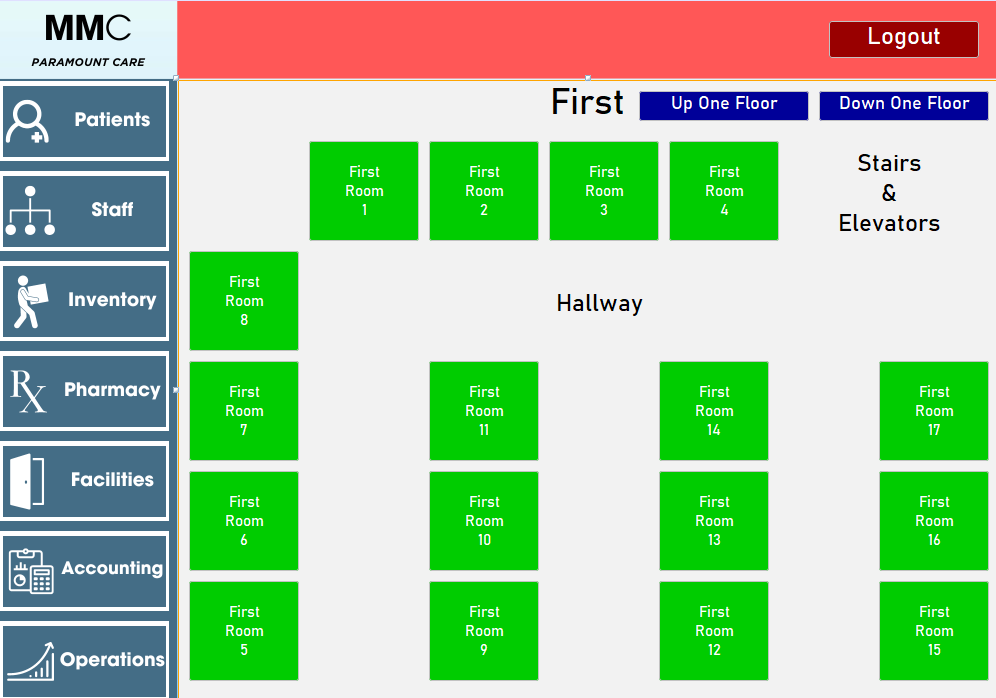 MMC
PARAMOUNT CARE
Logout
Patients
Staff
Inventory
Rx
Pharmacy
Facilities
Accounting
Operations
First
Up One Floor
Down One Floor
First
Room
1
First
Room
2
First
Room
3
First
Room
4
Stairs
&
Elevators
First
Room
8
Hallway
First
Room
7
First
Room
11
First
Room
14
First
Room
17
First
Room
6
First
Room
10
First
Room
13
First
Room
16
First
Room
5
First
Room
9
First
Room
12
First
Room
15